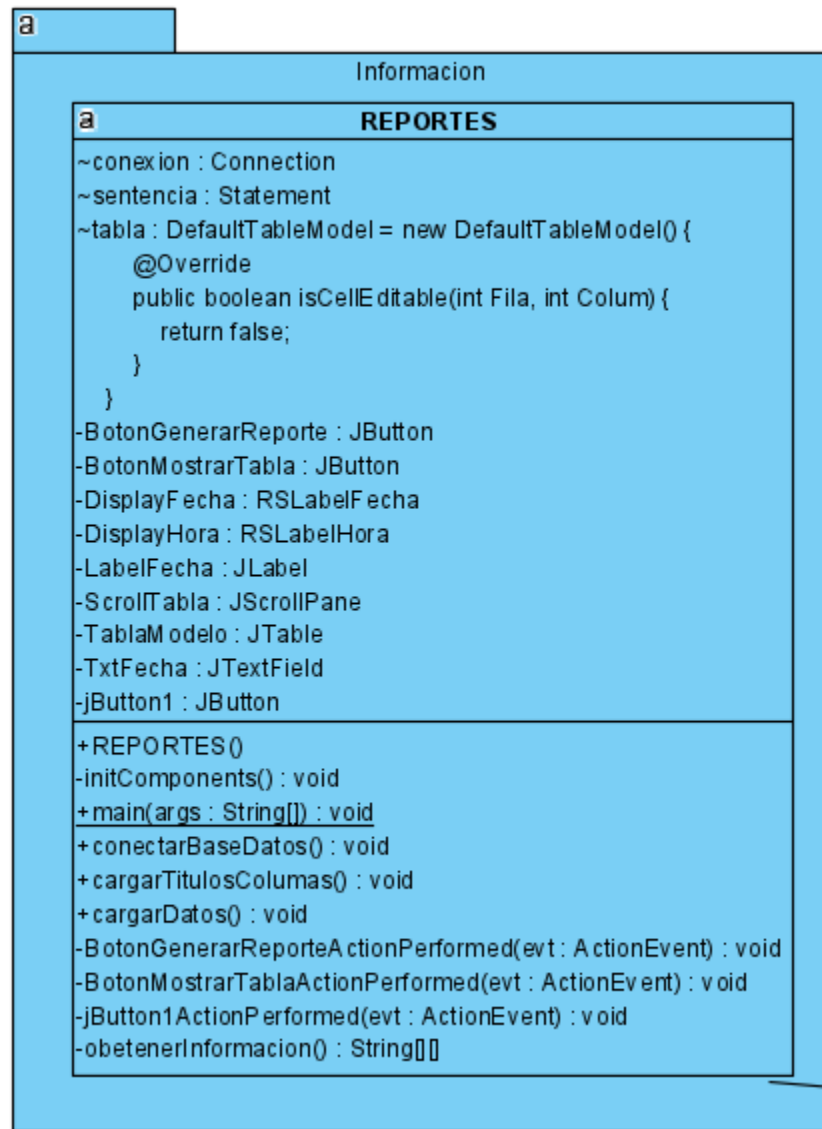 a
Informacion
a REPORTES
~conexion : Connection
~sentencia : Statement
~tabla : DefaultTableModel = new DefaultTableModel() {
@Override
public boolean isCellEditable(int Fila, int Colum) {
return false;
}
}
-BotonGenerarReporte : JButton
-BotonMostrarTabla : JButton
-DisplayFecha : RSLabelFecha
-DisplayHora : RSLabelHora
-LabelFecha : JLabel
-ScrollTabla : JScrollPane
-TablaModelo : JTable
-TxtFecha : JTextField
-jButton1 : JButton
+REPORTES()
-initComponents() : void
+main(args : String[]) : void
+conectarBaseDatos() : void
+cargarTitulosColumas() : void
+cargarDatos() : void
-BotonGenerarReporteActionPerformed(evt : ActionEvent) : void
-BotonMostrarTablaActionPerformed(evt : ActionEvent) : void
-jButton1ActionPerformed(evt : ActionEvent) : void
-obetenerInformacion() : String[][]